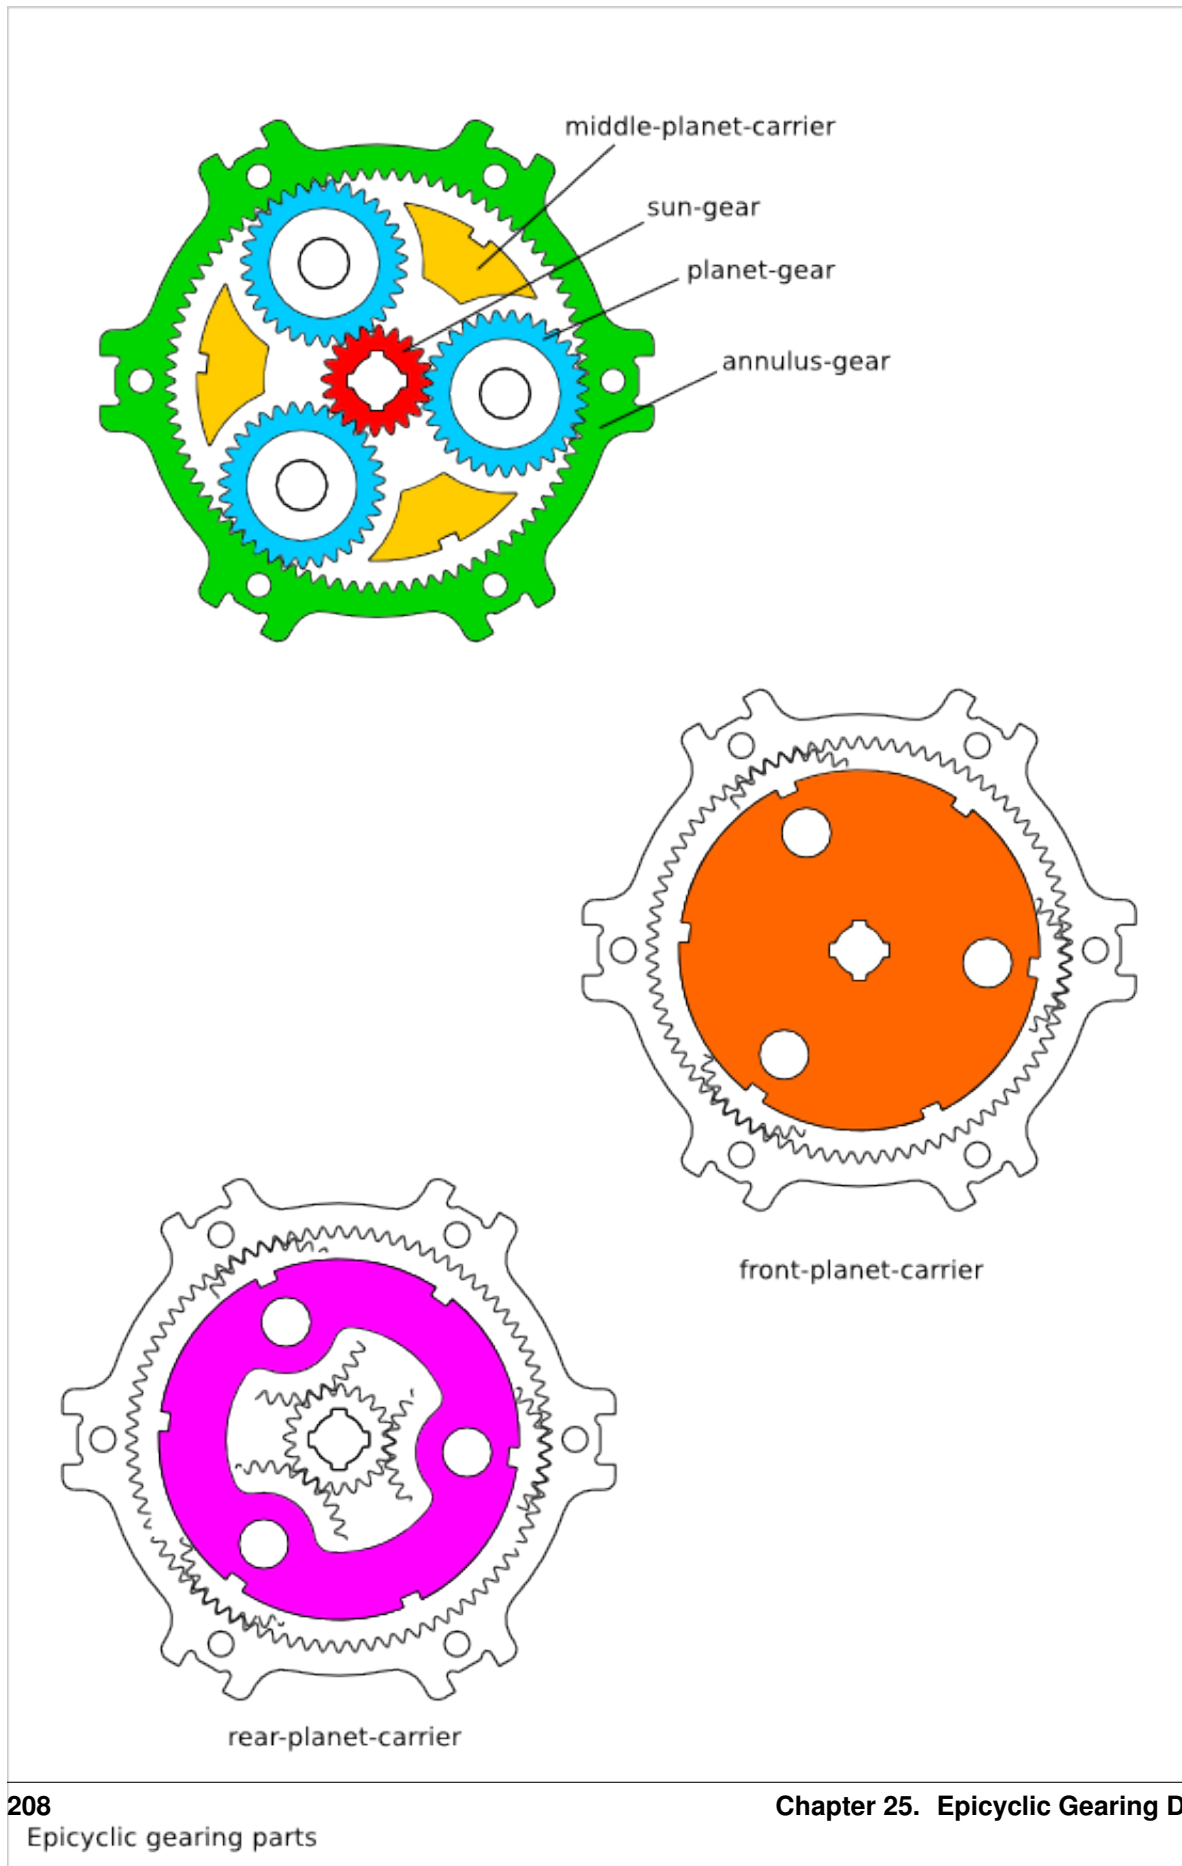 middle-planet-carrier
sun-gear
planet-gear
annulus-gear
front-planet-carrier
rear-planet-carrier
208
Chapter 25. Epicyclic Gearing D
Epicyclic gearing parts